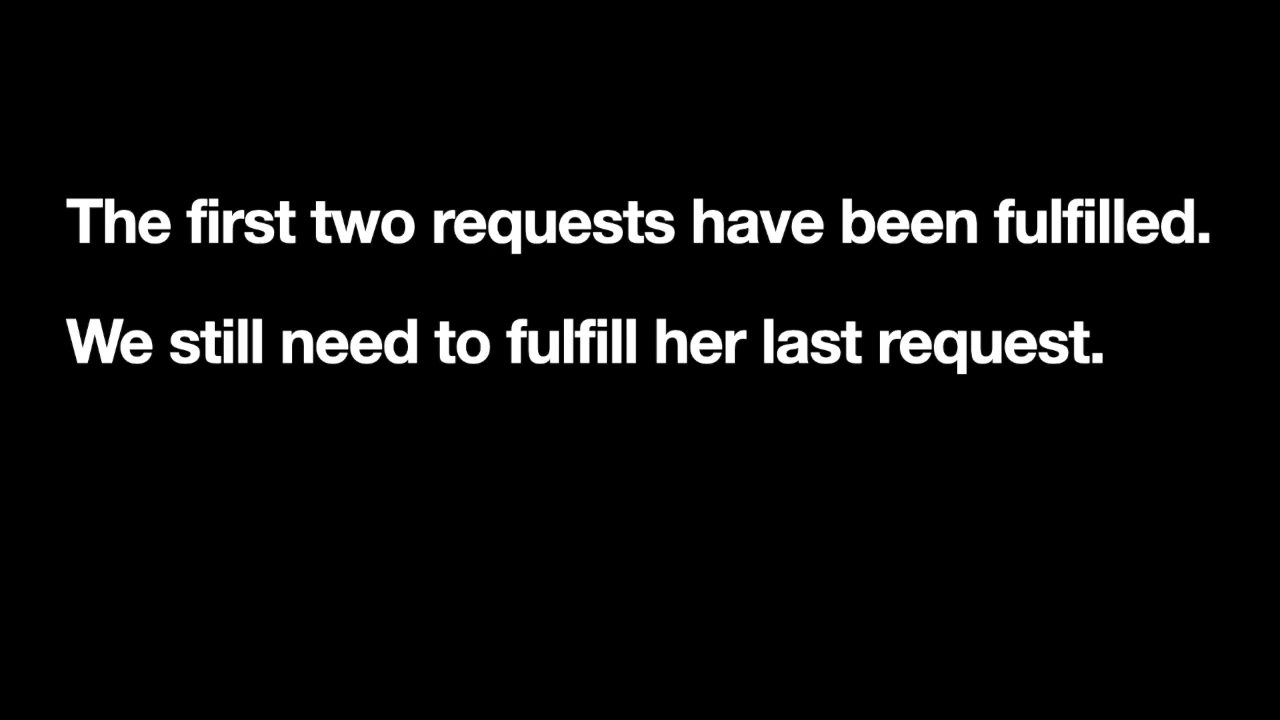 The first two requests have been fulfilled.
We still need to fulfill her last request.